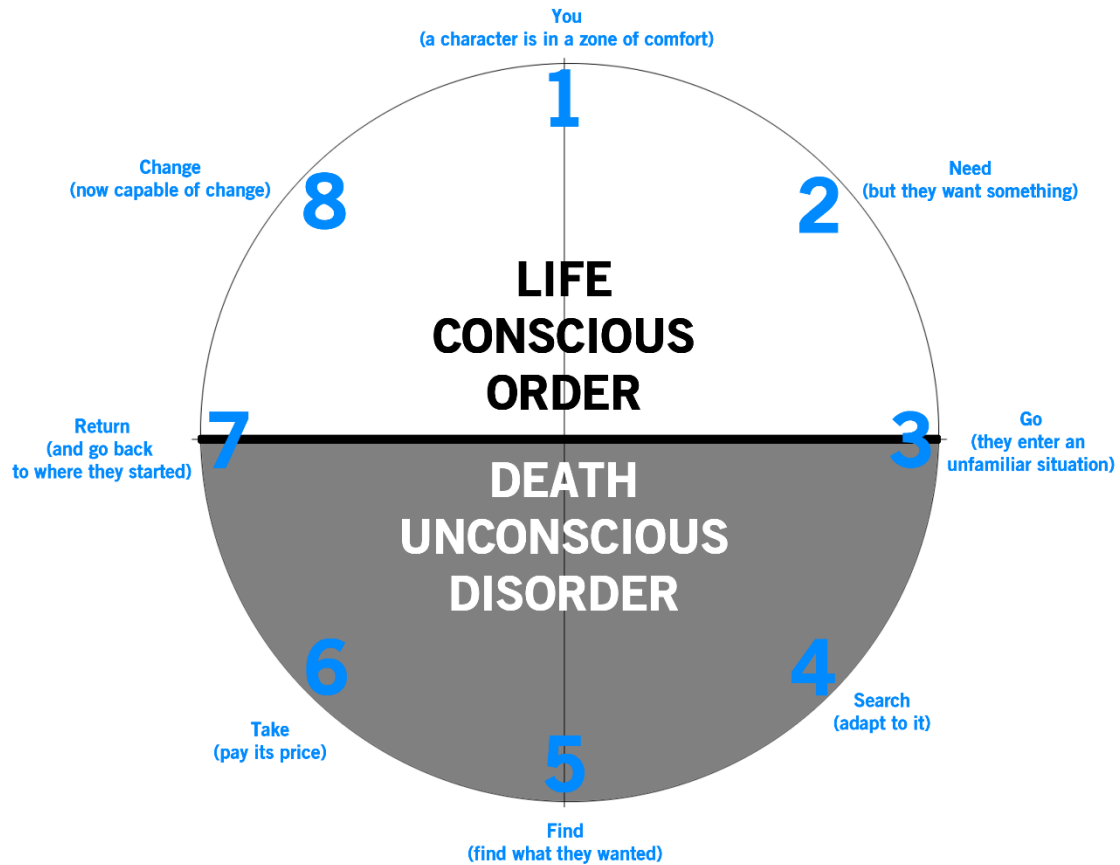 You
(a character is in a zone of comfort)
1
Need
(but they want something)
2
Go
(they enter an
unfamiliar situation)
3
Search
(adapt to it)
4
Find
(find what they wanted)
5
Take
(pay its price)
6
Return
(and go back
to where they started)
7
Change
(now capable of change)
8
LIFE
CONSCIOUS
ORDER
DEATH
UNCONSCIOUS
DISORDER